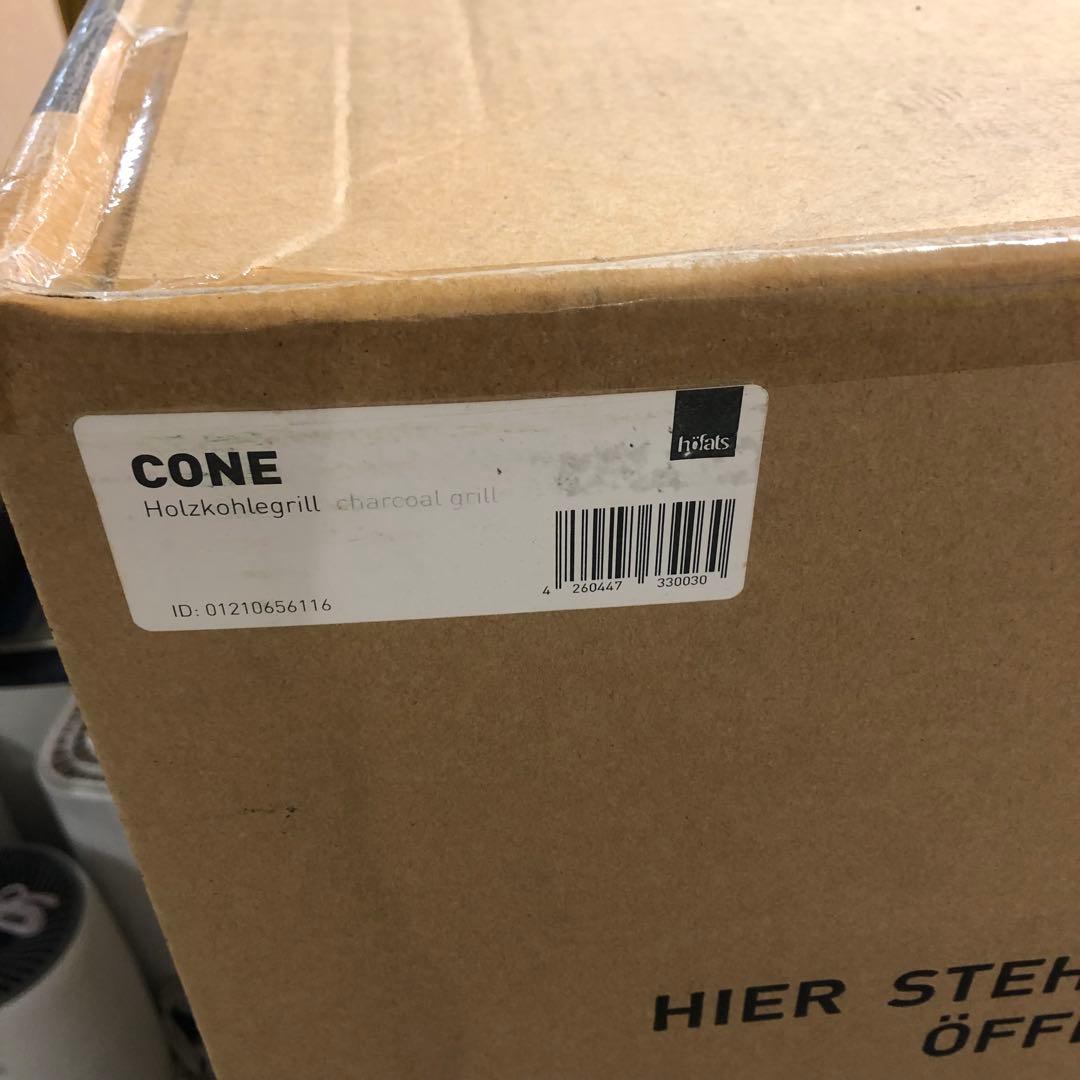 höfats
CONE
Holzkohlegrill charcoal grill
4 260447 330030
ID: 01210656116
HIER STEH
ÖFF